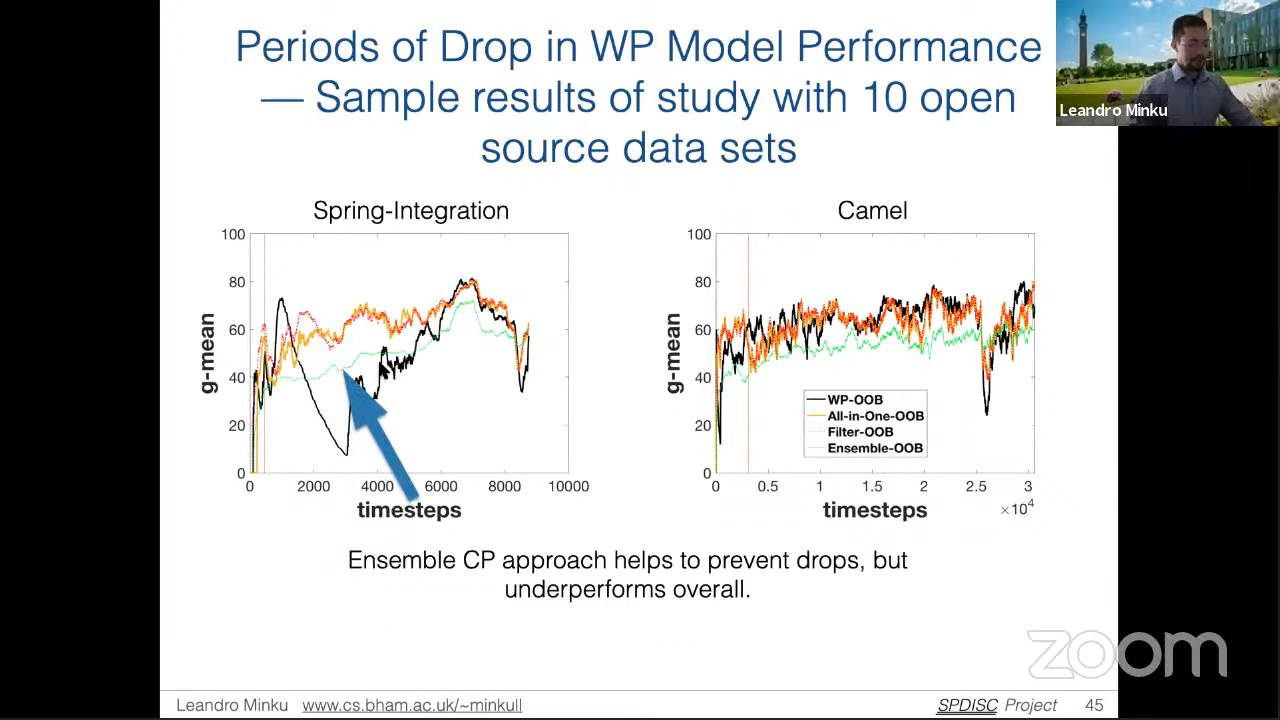 Periods of Drop in WP Model Performance
— Sample results of study with 10 open
source data sets
Leandro Minku
Spring-Integration
100
80
60
40
20
0
g-mean
0 2000 4000 6000 8000 10000
timesteps
Camel
100
80
60
40
20
0
g-mean
WP-OOB
All-in-One-OOB
Filter-OOB
Ensemble-OOB
0 0.5 1 1.5 2 2.5 3
×10⁴
timesteps
Ensemble CP approach helps to prevent drops, but
underperforms overall.
zoom
Leandro Minku www.cs.bham.ac.uk/~minkull SPDISC Project 45